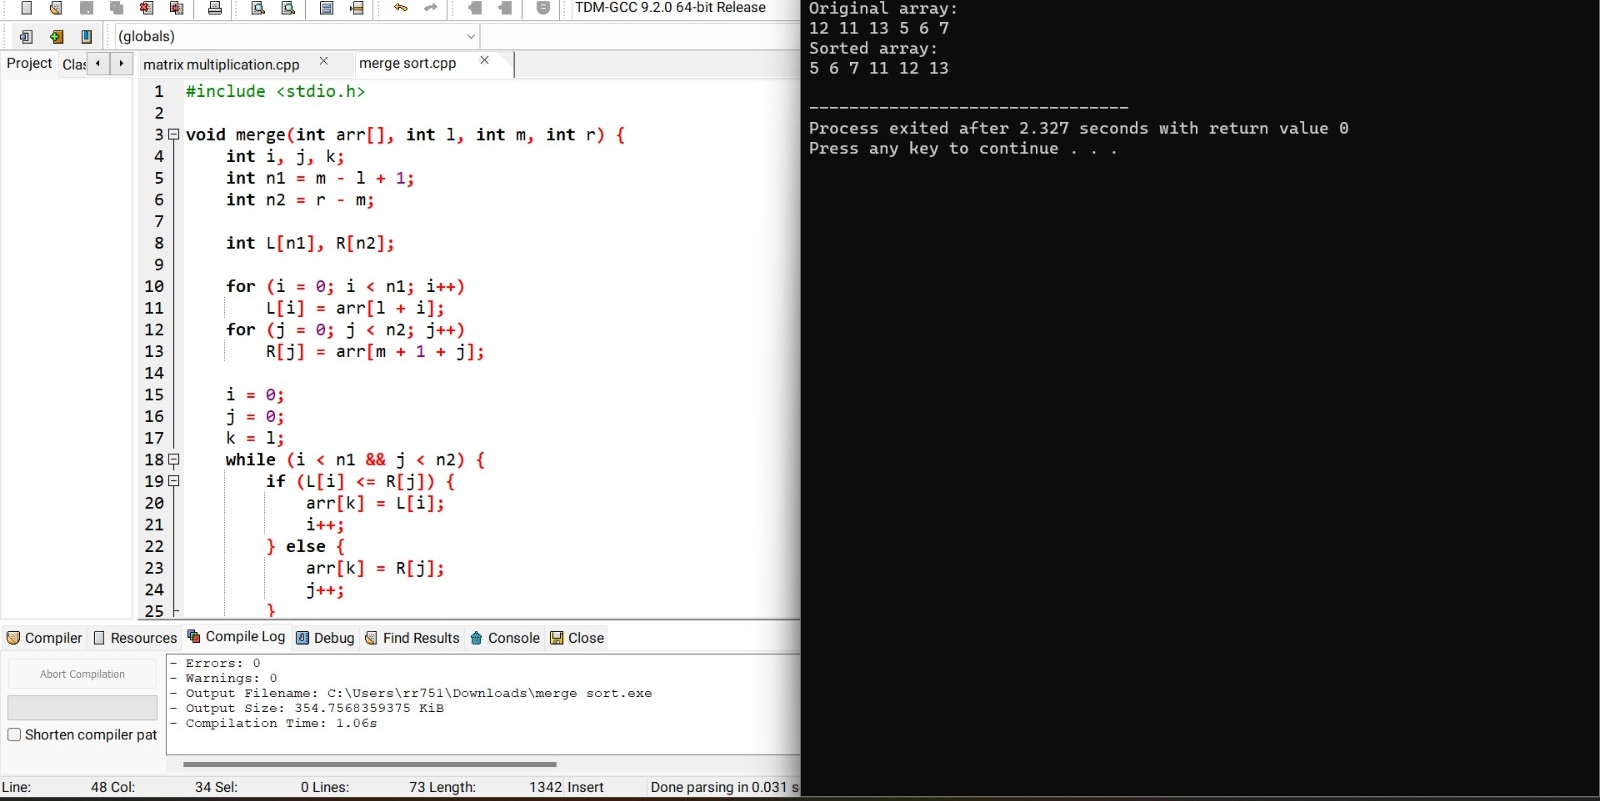 TDM-GCC 9.2.0 64-bit Release
(globals)
Project Clas
matrix multiplication.cpp merge sort.cpp
1 #include <stdio.h>
2
3 void merge(int arr[], int l, int m, int r) {
4 int i, j, k;
5 int n1 = m - l + 1;
6 int n2 = r - m;
7
8 int L[n1], R[n2];
9
10 for (i = 0; i < n1; i++)
11 L[i] = arr[l + i];
12 for (j = 0; j < n2; j++)
13 R[j] = arr[m + 1 + j];
14
15 i = 0;
16 j = 0;
17 k = l;
18 while (i < n1 && j < n2) {
19 if (L[i] <= R[j]) {
20 arr[k] = L[i];
21 i++;
22 } else {
23 arr[k] = R[j];
24 j++;
25 }
Compiler Resources Compile Log Debug Find Results Console Close
Abort Compilation
Shorten compiler pat
- Errors: 0
- Warnings: 0
- Output Filename: C:\Users\rr751\Downloads\merge sort.exe
- Output Size: 354.7568359375 KiB
- Compilation Time: 1.06s
Line: 48 Col: 34 Sel: 0 Lines: 73 Length: 1342 Insert Done parsing in 0.031 s
Original array:
12 11 13 5 6 7
Sorted array:
5 6 7 11 12 13
--------------------------------
Process exited after 2.327 seconds with return value 0
Press any key to continue . . .